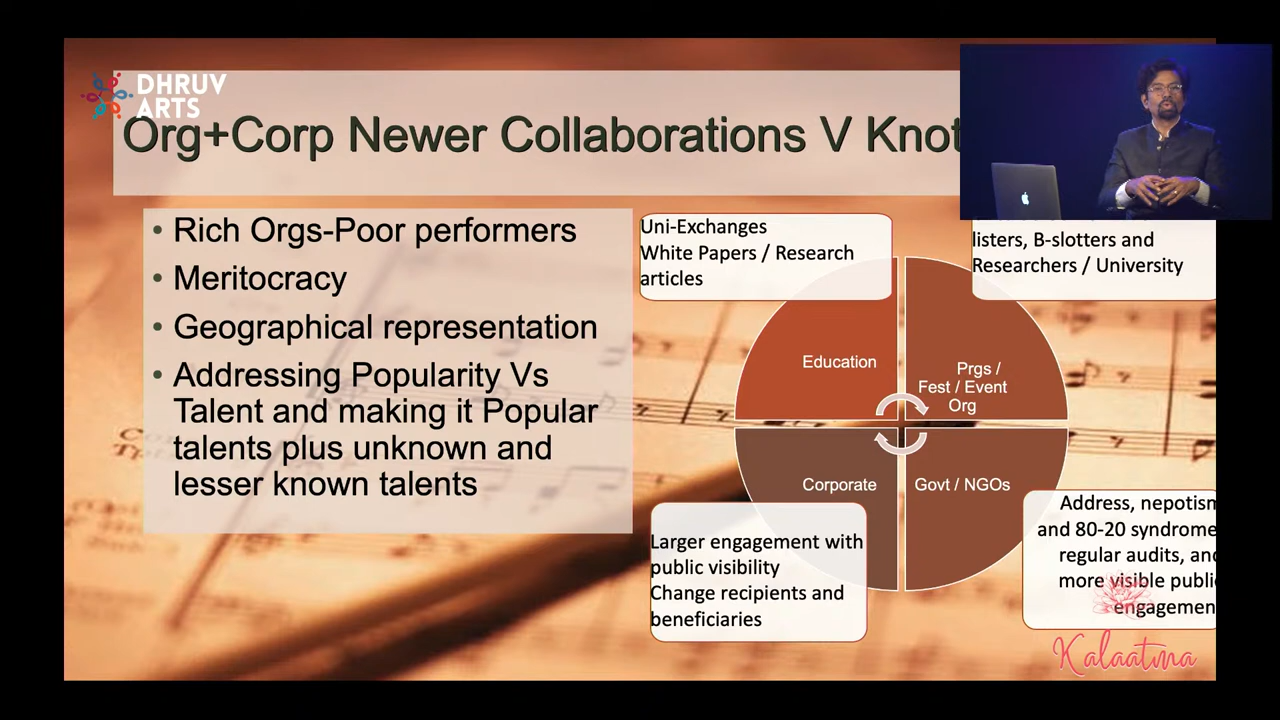 DHRUV
ARTS
Org+Corp Newer Collaborations V Knot
• Rich Orgs-Poor performers
• Meritocracy
• Geographical representation
• Addressing Popularity Vs
Talent and making it Popular
talents plus unknown and
lesser known talents
Uni-Exchanges
White Papers / Research
articles
listers, B-slotters and
Researchers / University
Education
Prgs /
Fest / Event
Org
Corporate
Govt / NGOs
Larger engagement with
public visibility
Change recipients and
beneficiaries
Address, nepotism
and 80-20 syndrome
regular audits, and
more visible public
engagemen
Kalaatma